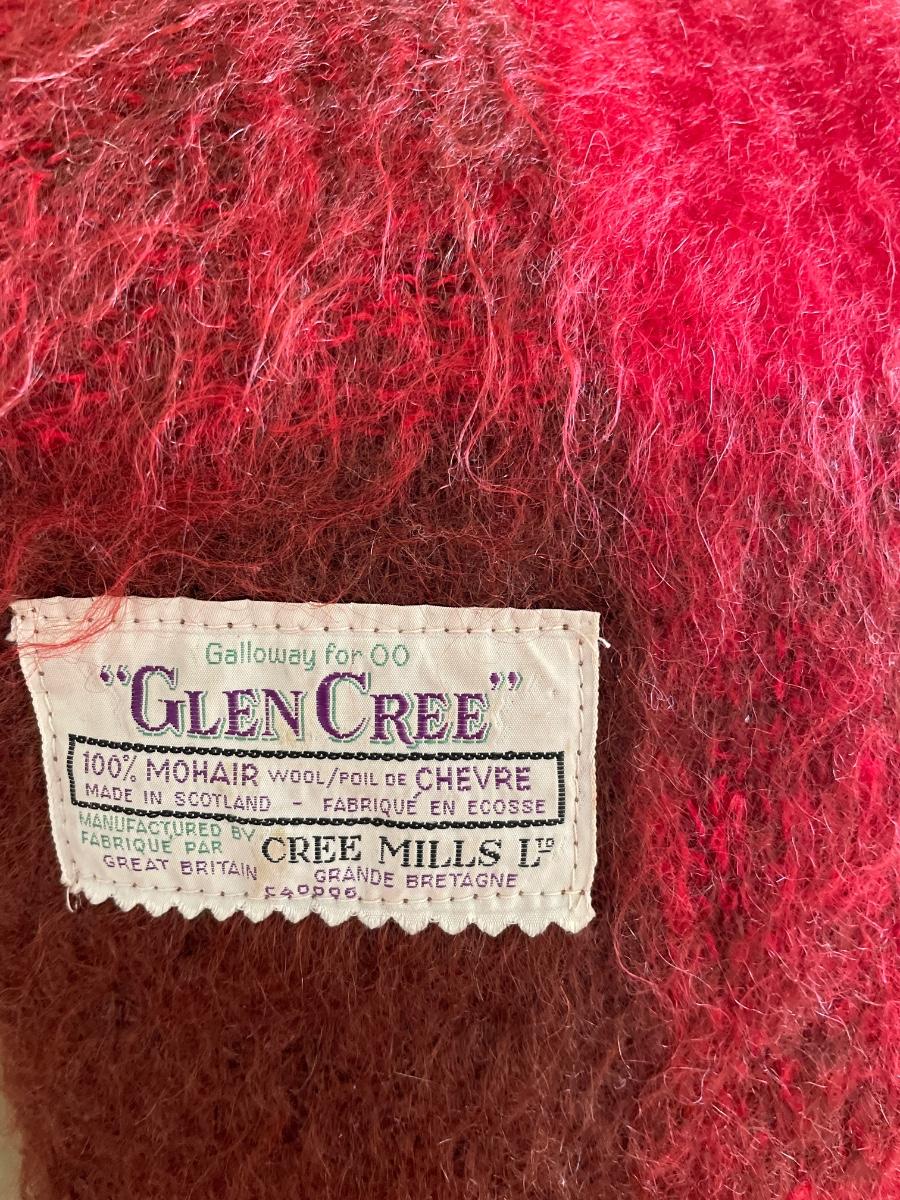 Galloway for OO
"GLEN CREE"
100% MOHAIR WOOL/POIL DE CHEVRE
MADE IN SCOTLAND - FABRIQUÉ EN ECOSSE
MANUFACTURED BY
FABRIQUÉ PAR
CREE MILLS LTD
GREAT BRITAIN GRANDE BRETAGNE